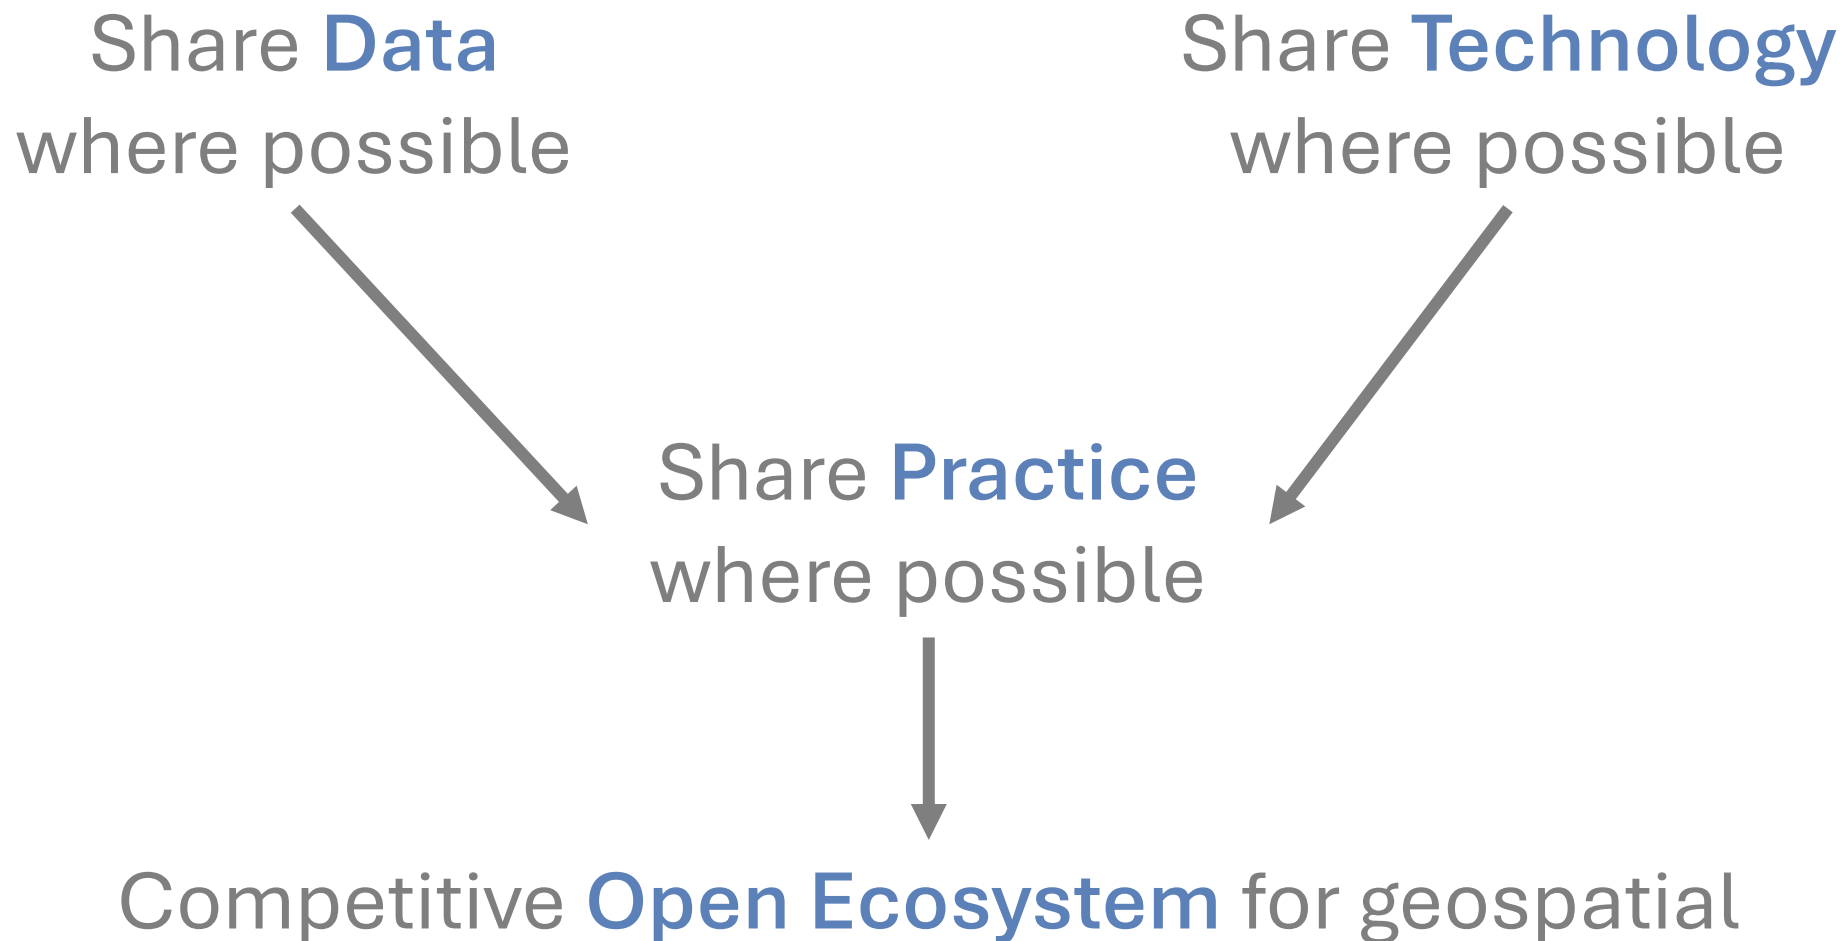 Share Data
where possible
Share Technology
where possible
Share Practice
where possible
Competitive Open Ecosystem for geospatial